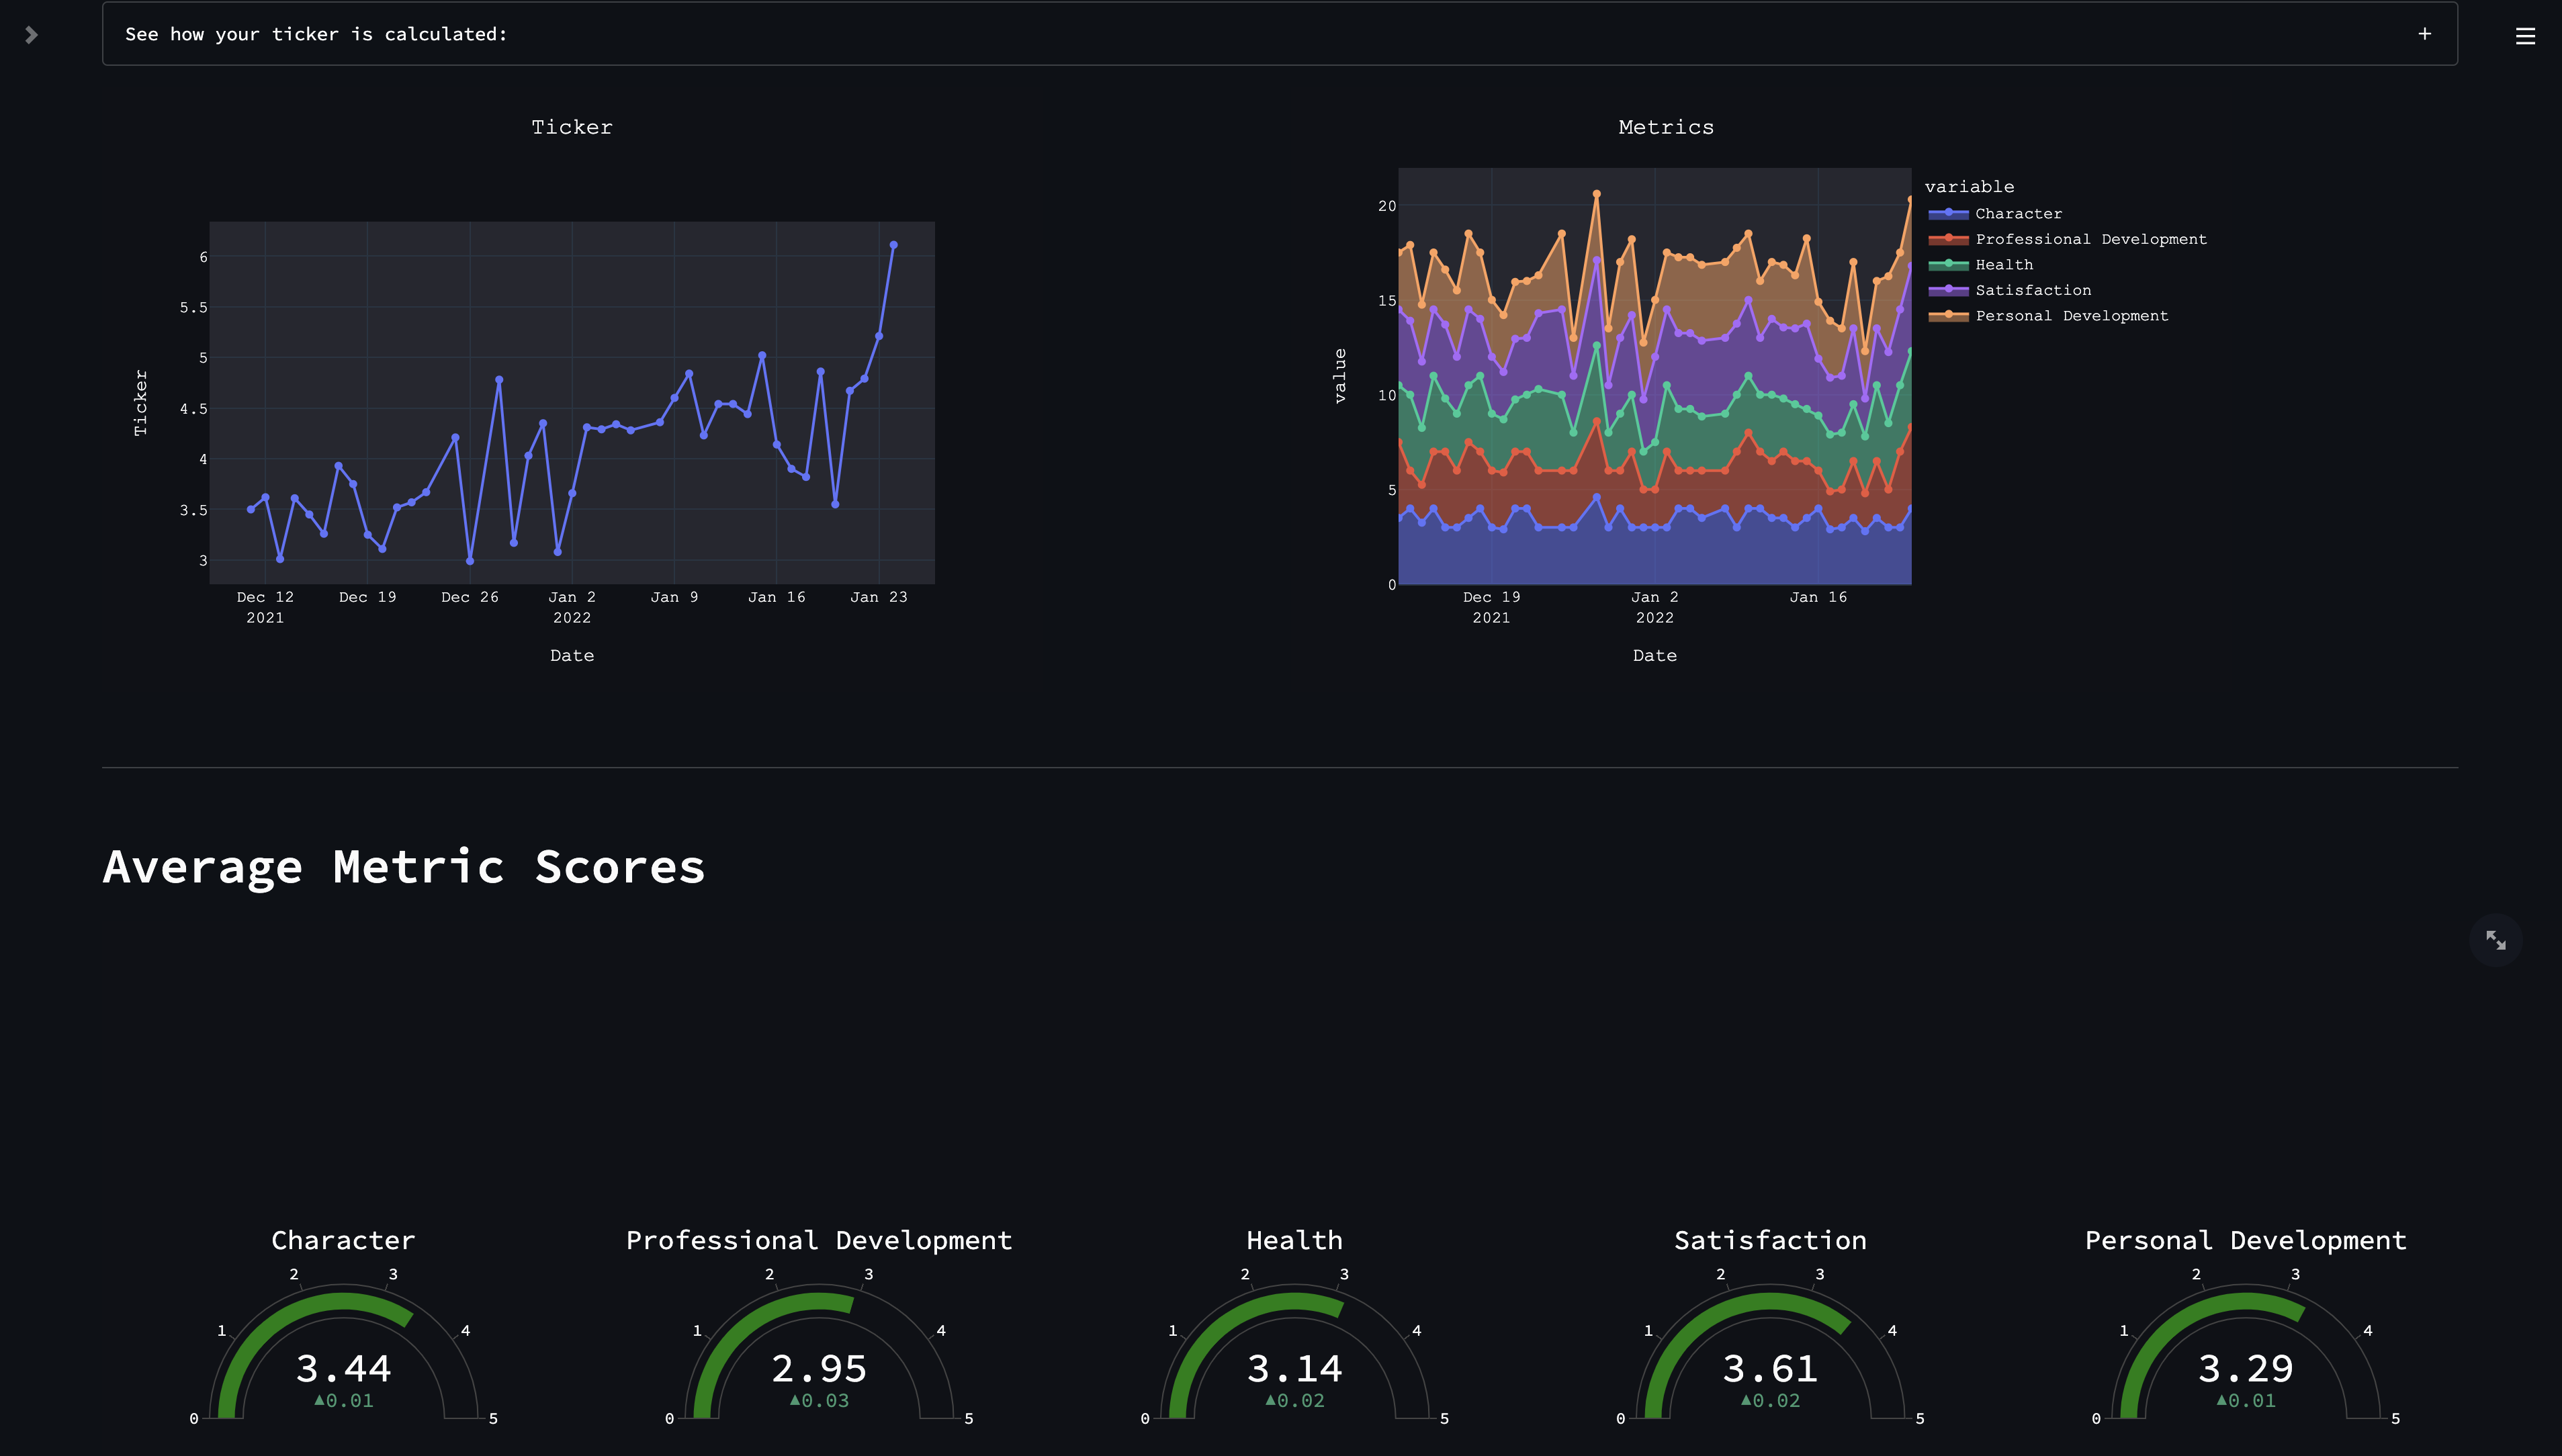 See how your ticker is calculated:
+
Ticker
6
5.5
5
4.5
4
3.5
3
Ticker
Dec 12
2021
Dec 19
Dec 26
Jan 2
2022
Jan 9
Jan 16
Jan 23
Date
Metrics
20
15
10
5
0
value
Dec 19
2021
Jan 2
2022
Jan 16
Date
variable
Character
Professional Development
Health
Satisfaction
Personal Development
Average Metric Scores
Character
0
1
2
3
4
5
3.44
▲0.01
Professional Development
0
1
2
3
4
5
2.95
▲0.03
Health
0
1
2
3
4
5
3.14
▲0.02
Satisfaction
0
1
2
3
4
5
3.61
▲0.02
Personal Development
0
1
2
3
4
5
3.29
▲0.01